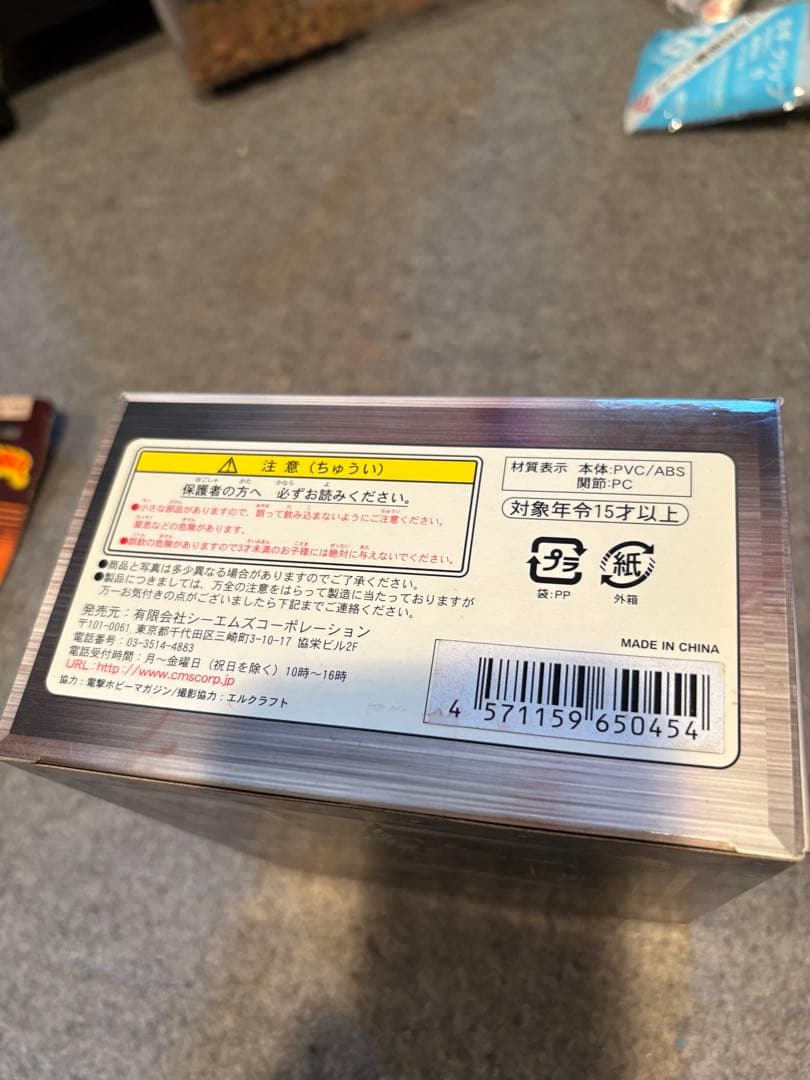 注意(ちゅうい)
ほごしゃ かた かなら よ
保護者の方へ 必ずお読みください。
●小さな部品がありますので、誤って飲み込まないようにご注意ください。
窒息などの危険があります。
●誤飲の危険がありますので3才未満のお子様には絶対に与えないでください。
●商品と写真は多少異なる場合がありますのでご了承ください。
●製品につきましては、万全の注意をはらって製造に当たっておりますが
万一お気付きの点がございましたら下記までご連絡ください。
発売元:有限会社シーエムズコーポレーション
〒101-0061 東京都千代田区三崎町3-10-17 協栄ビル2F
電話番号:03-3514-4883
電話受付時間:月〜金曜日(祝日を除く)10時〜16時
URL:http://www.cmscorp.jp
協力:電撃ホビーマガジン/撮影協力:エルクラフト
材質表示 本体:PVC/ABS
関節:PC
対象年令15才以上
プラ 紙
袋:PP 外箱
MADE IN CHINA
4 571159 650454